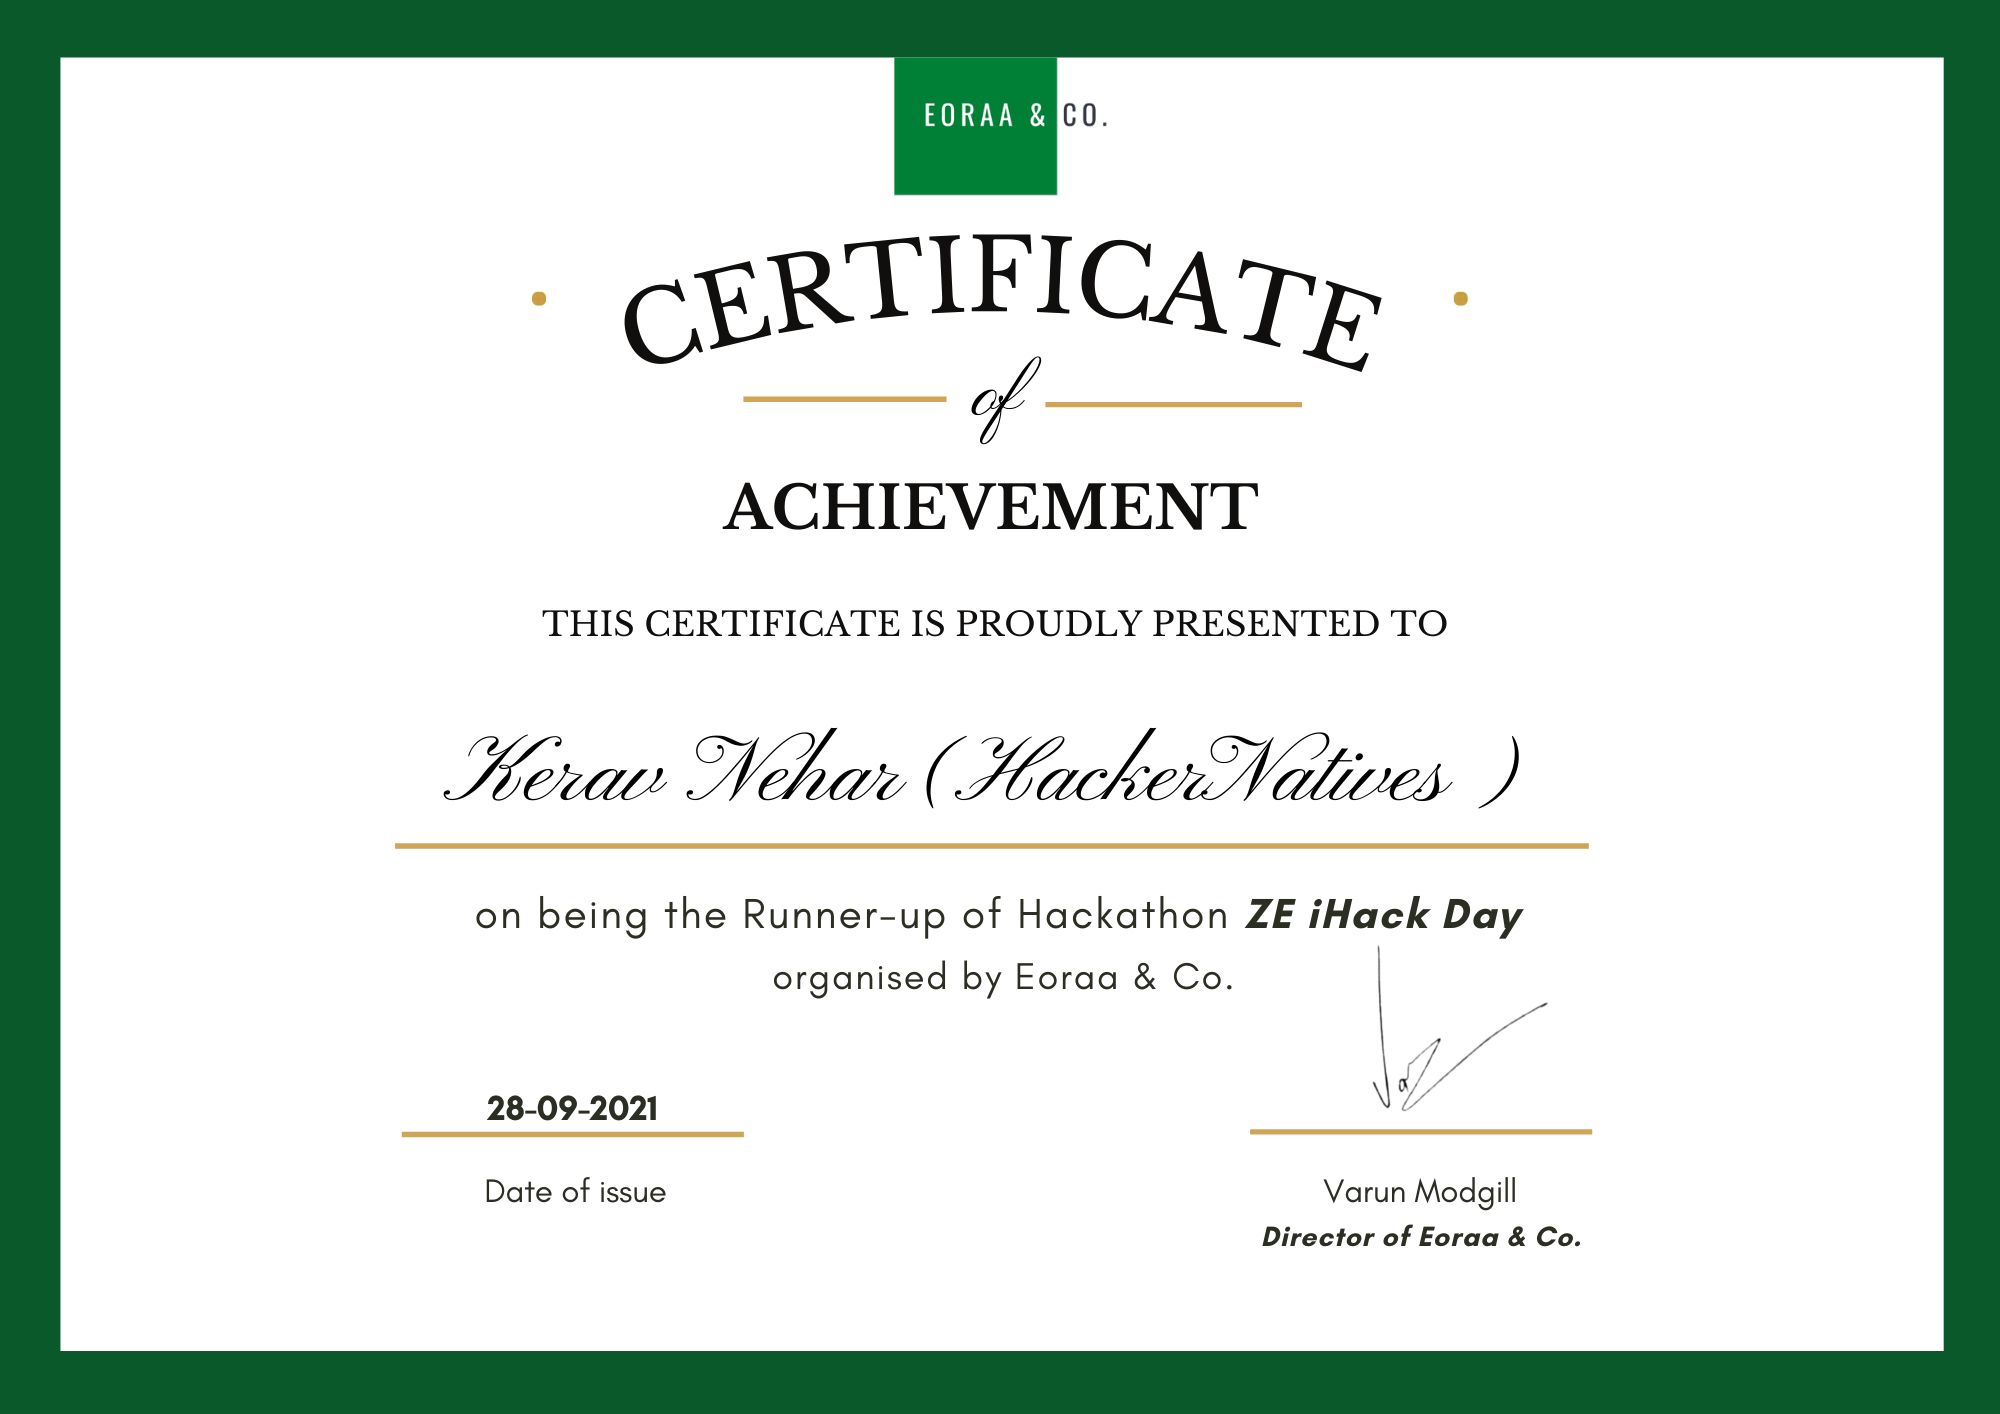 EORAA & CO.
CERTIFICATE
of
ACHIEVEMENT
THIS CERTIFICATE IS PROUDLY PRESENTED TO
Kerav Nehar (HackerNatives )
on being the Runner-up of Hackathon ZE iHack Day
organised by Eoraa & Co.
28-09-2021
Date of issue
Varun Modgill
Director of Eoraa & Co.